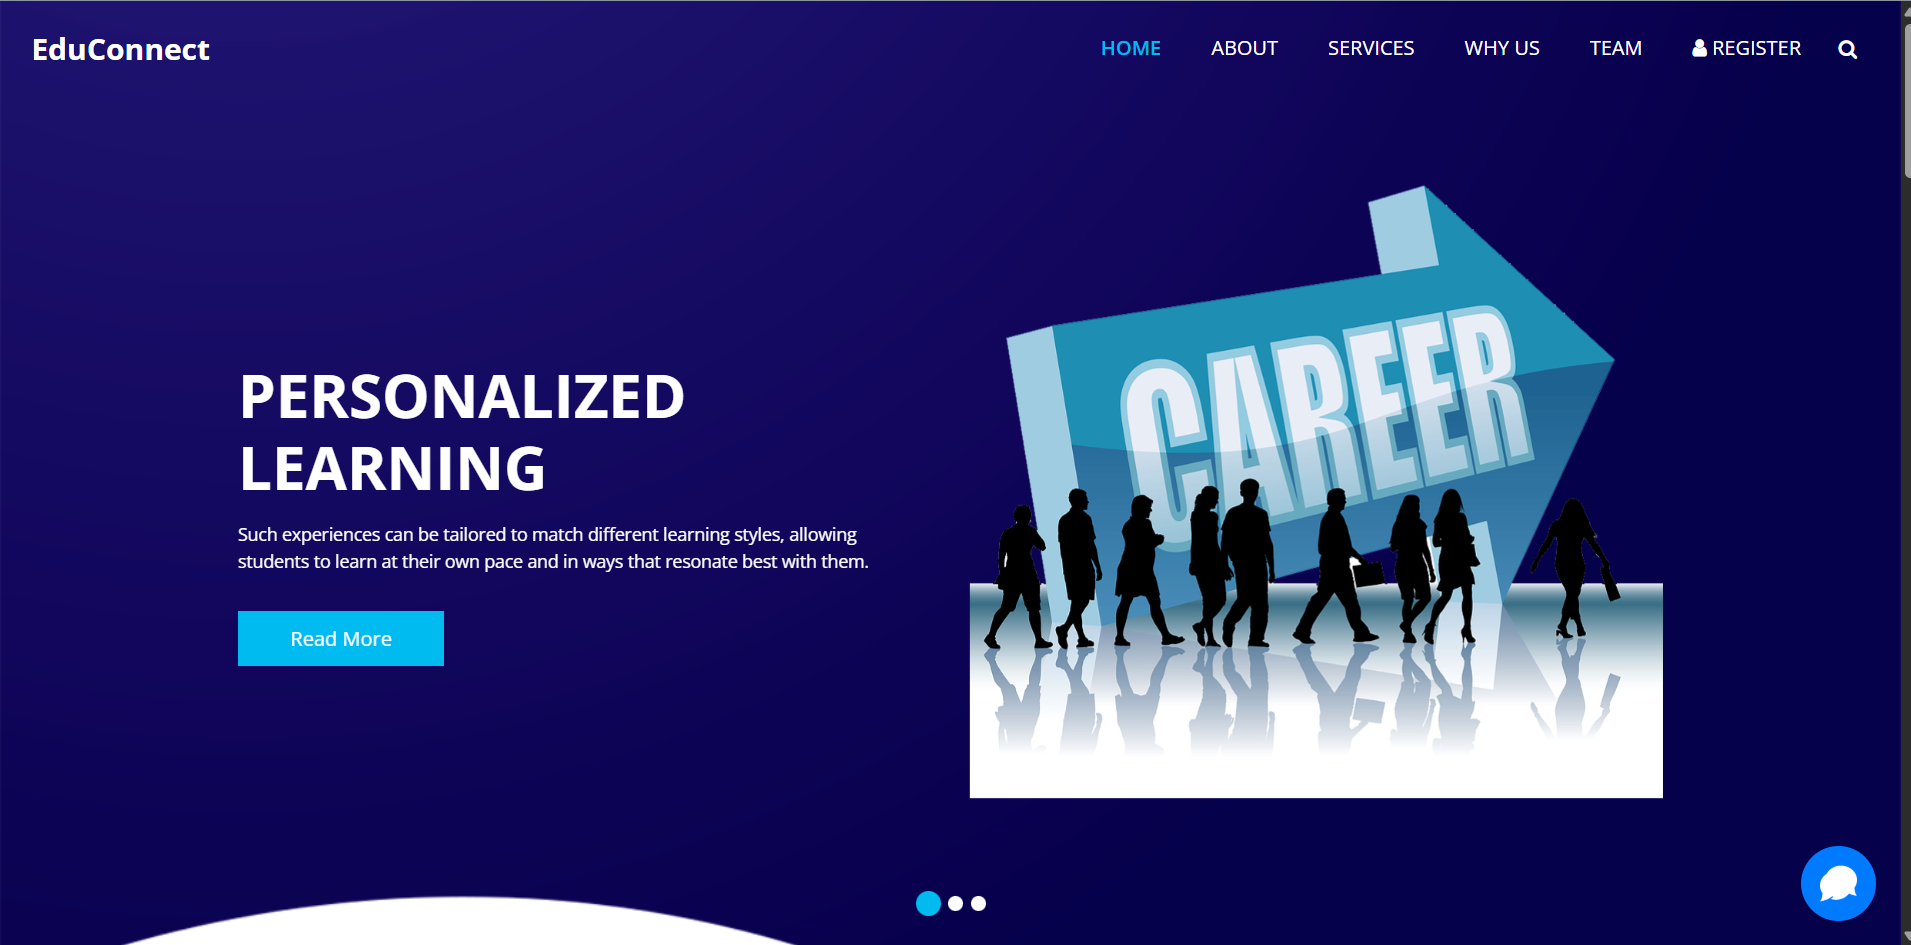 EduConnect
HOME ABOUT SERVICES WHY US TEAM REGISTER
CAREER
PERSONALIZED
LEARNING
Such experiences can be tailored to match different learning styles, allowing
students to learn at their own pace and in ways that resonate best with them.
Read More